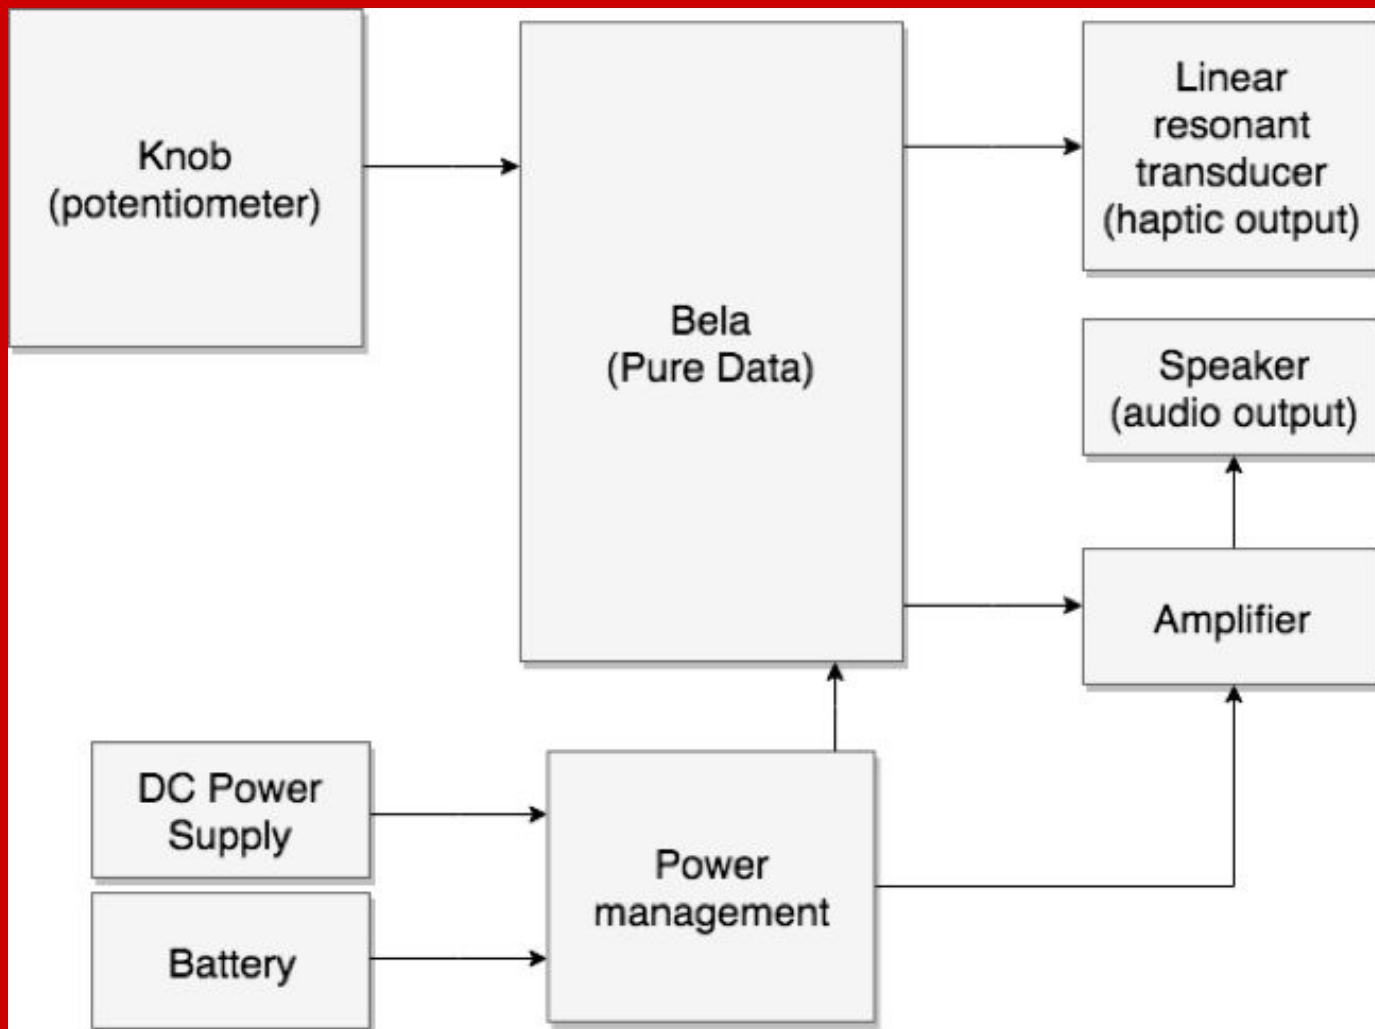 Knob
(potentiometer)
Bela
(Pure Data)
Linear
resonant
transducer
(haptic output)
Speaker
(audio output)
Amplifier
DC Power
Supply
Battery
Power
management